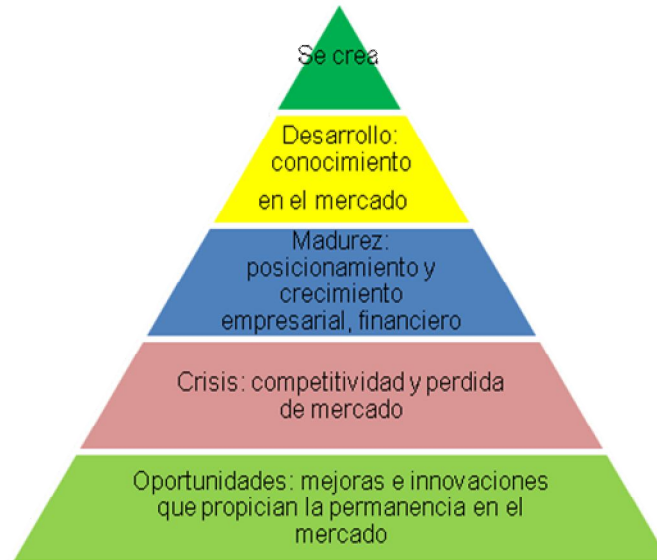 Se crea
Desarrollo:
conocimiento
en el mercado
Madurez:
posicionamiento y
crecimiento
empresarial, financiero
Crisis: competitividad y perdida
de mercado
Oportunidades: mejoras e innovaciones
que propician la permanencia en el
mercado